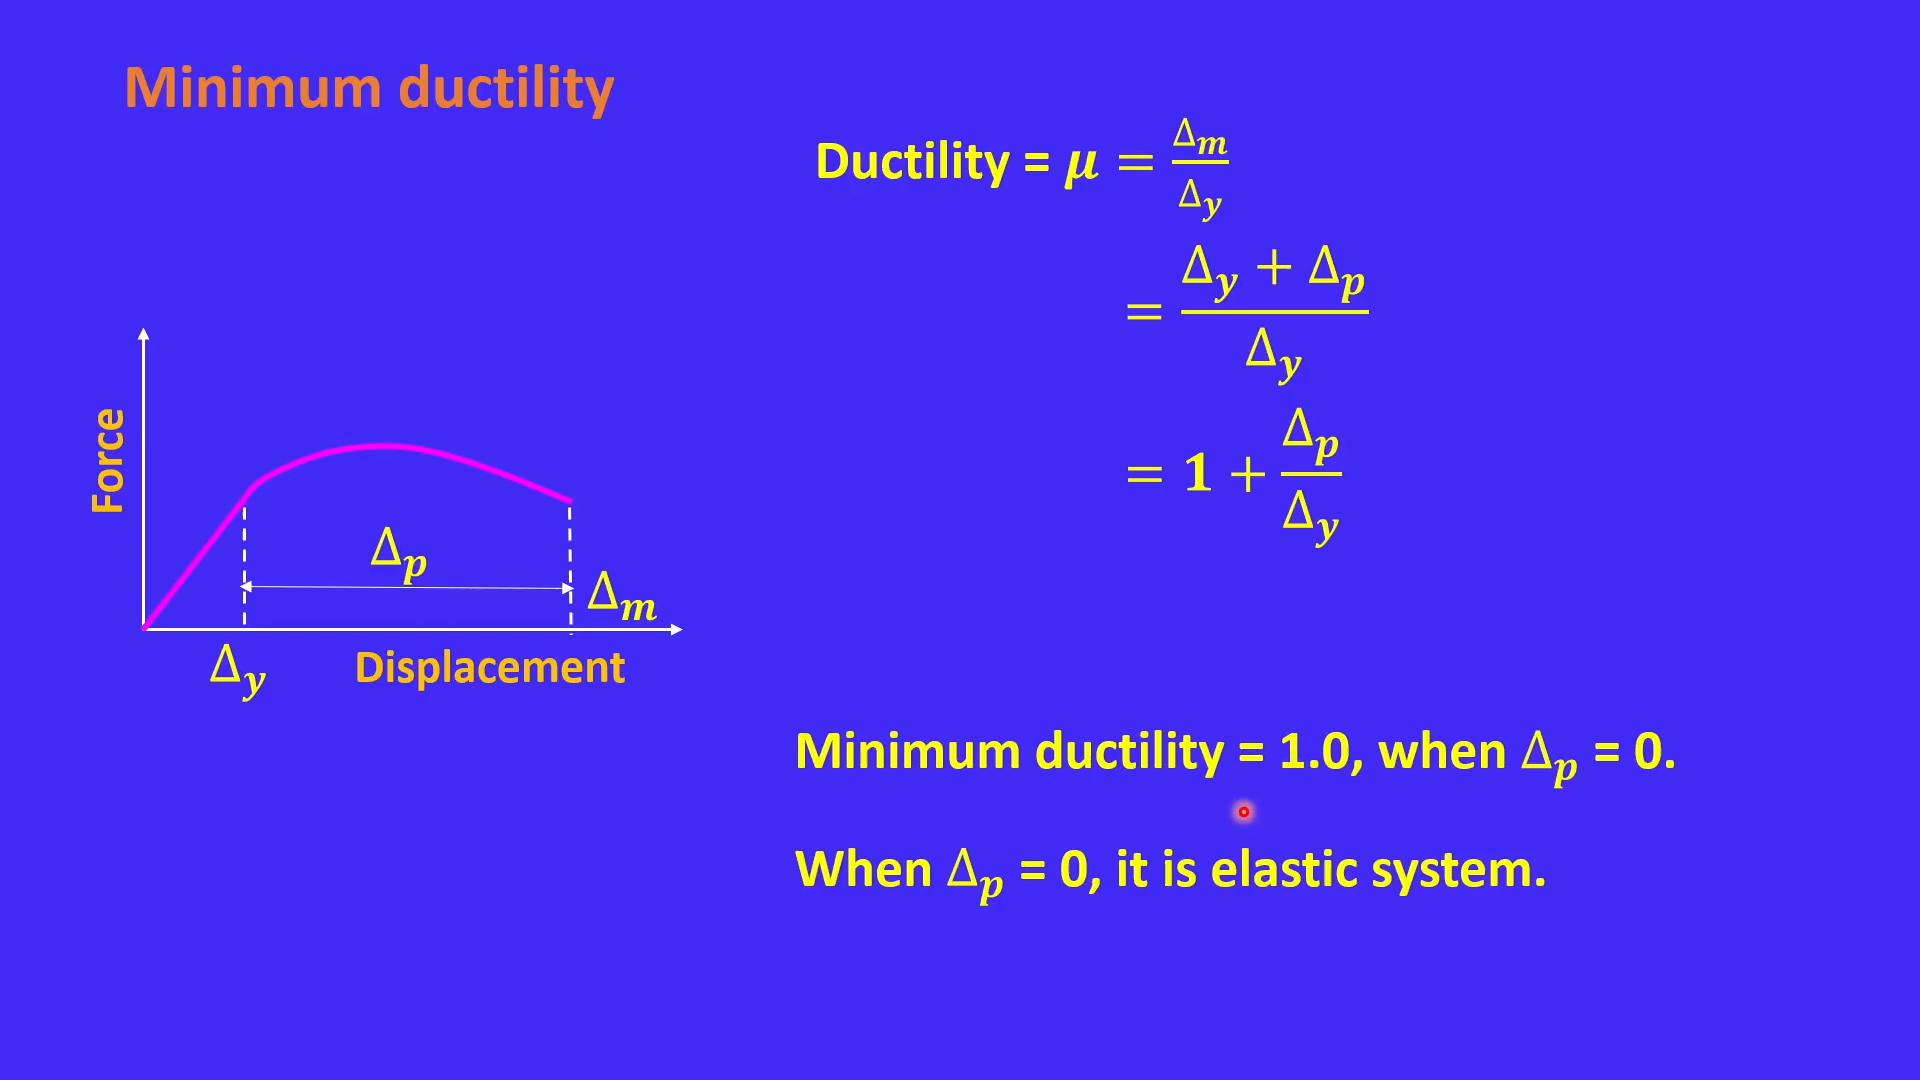 Minimum ductility
Ductility = μ = Δm/Δy
= (Δy + Δp)/Δy
= 1 + Δp/Δy
Force
Δp
Δm
Δy
Displacement
Minimum ductility = 1.0, when Δp = 0.
When Δp = 0, it is elastic system.